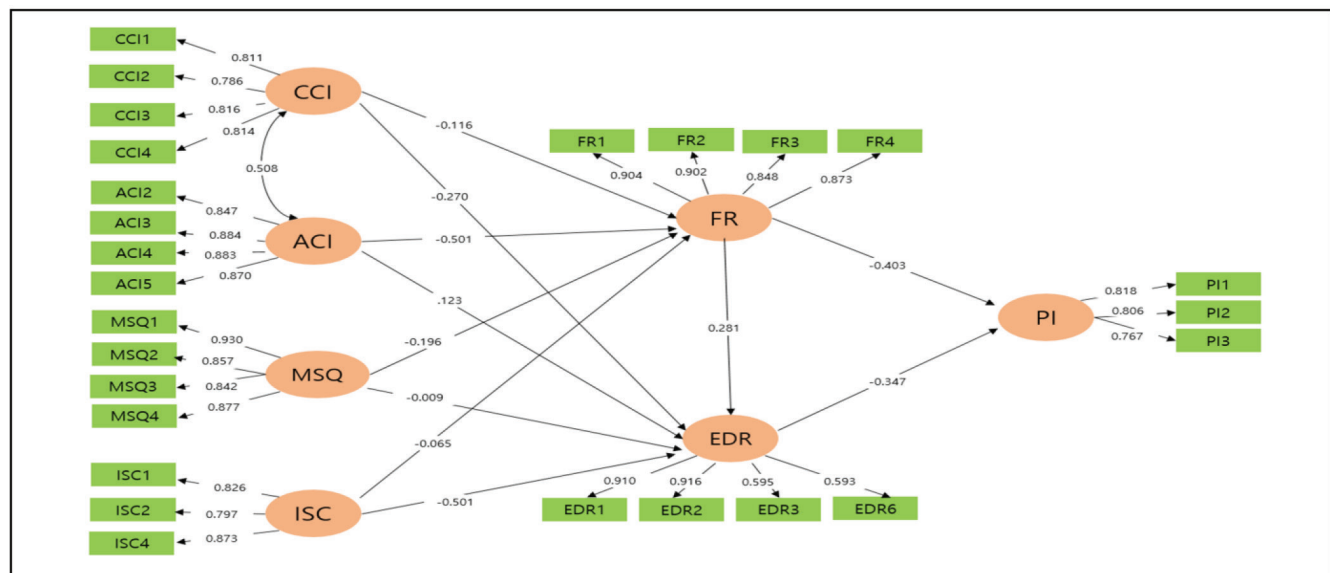 CCI1
0.811
CCI2
0.786
CCI
CCI3
0.816
CCI4
0.814
-0.116
FR1
FR2
FR3
FR4
0.904
0.902
0.848
0.873
0.508
-0.270
ACI2
0.847
ACI3
0.884
ACI
ACI4
0.883
ACI5
0.870
-0.501
FR
-0.403
.123
MSQ1
0.930
MSQ2
0.857
MSQ
MSQ3
0.842
MSQ4
0.877
-0.196
-0.009
0.281
PI
0.818
PI1
0.806
PI2
0.767
PI3
-0.347
-0.065
EDR
ISC1
0.826
ISC2
0.797
ISC
ISC4
0.873
-0.501
0.910
0.916
0.595
0.593
EDR1
EDR2
EDR3
EDR6